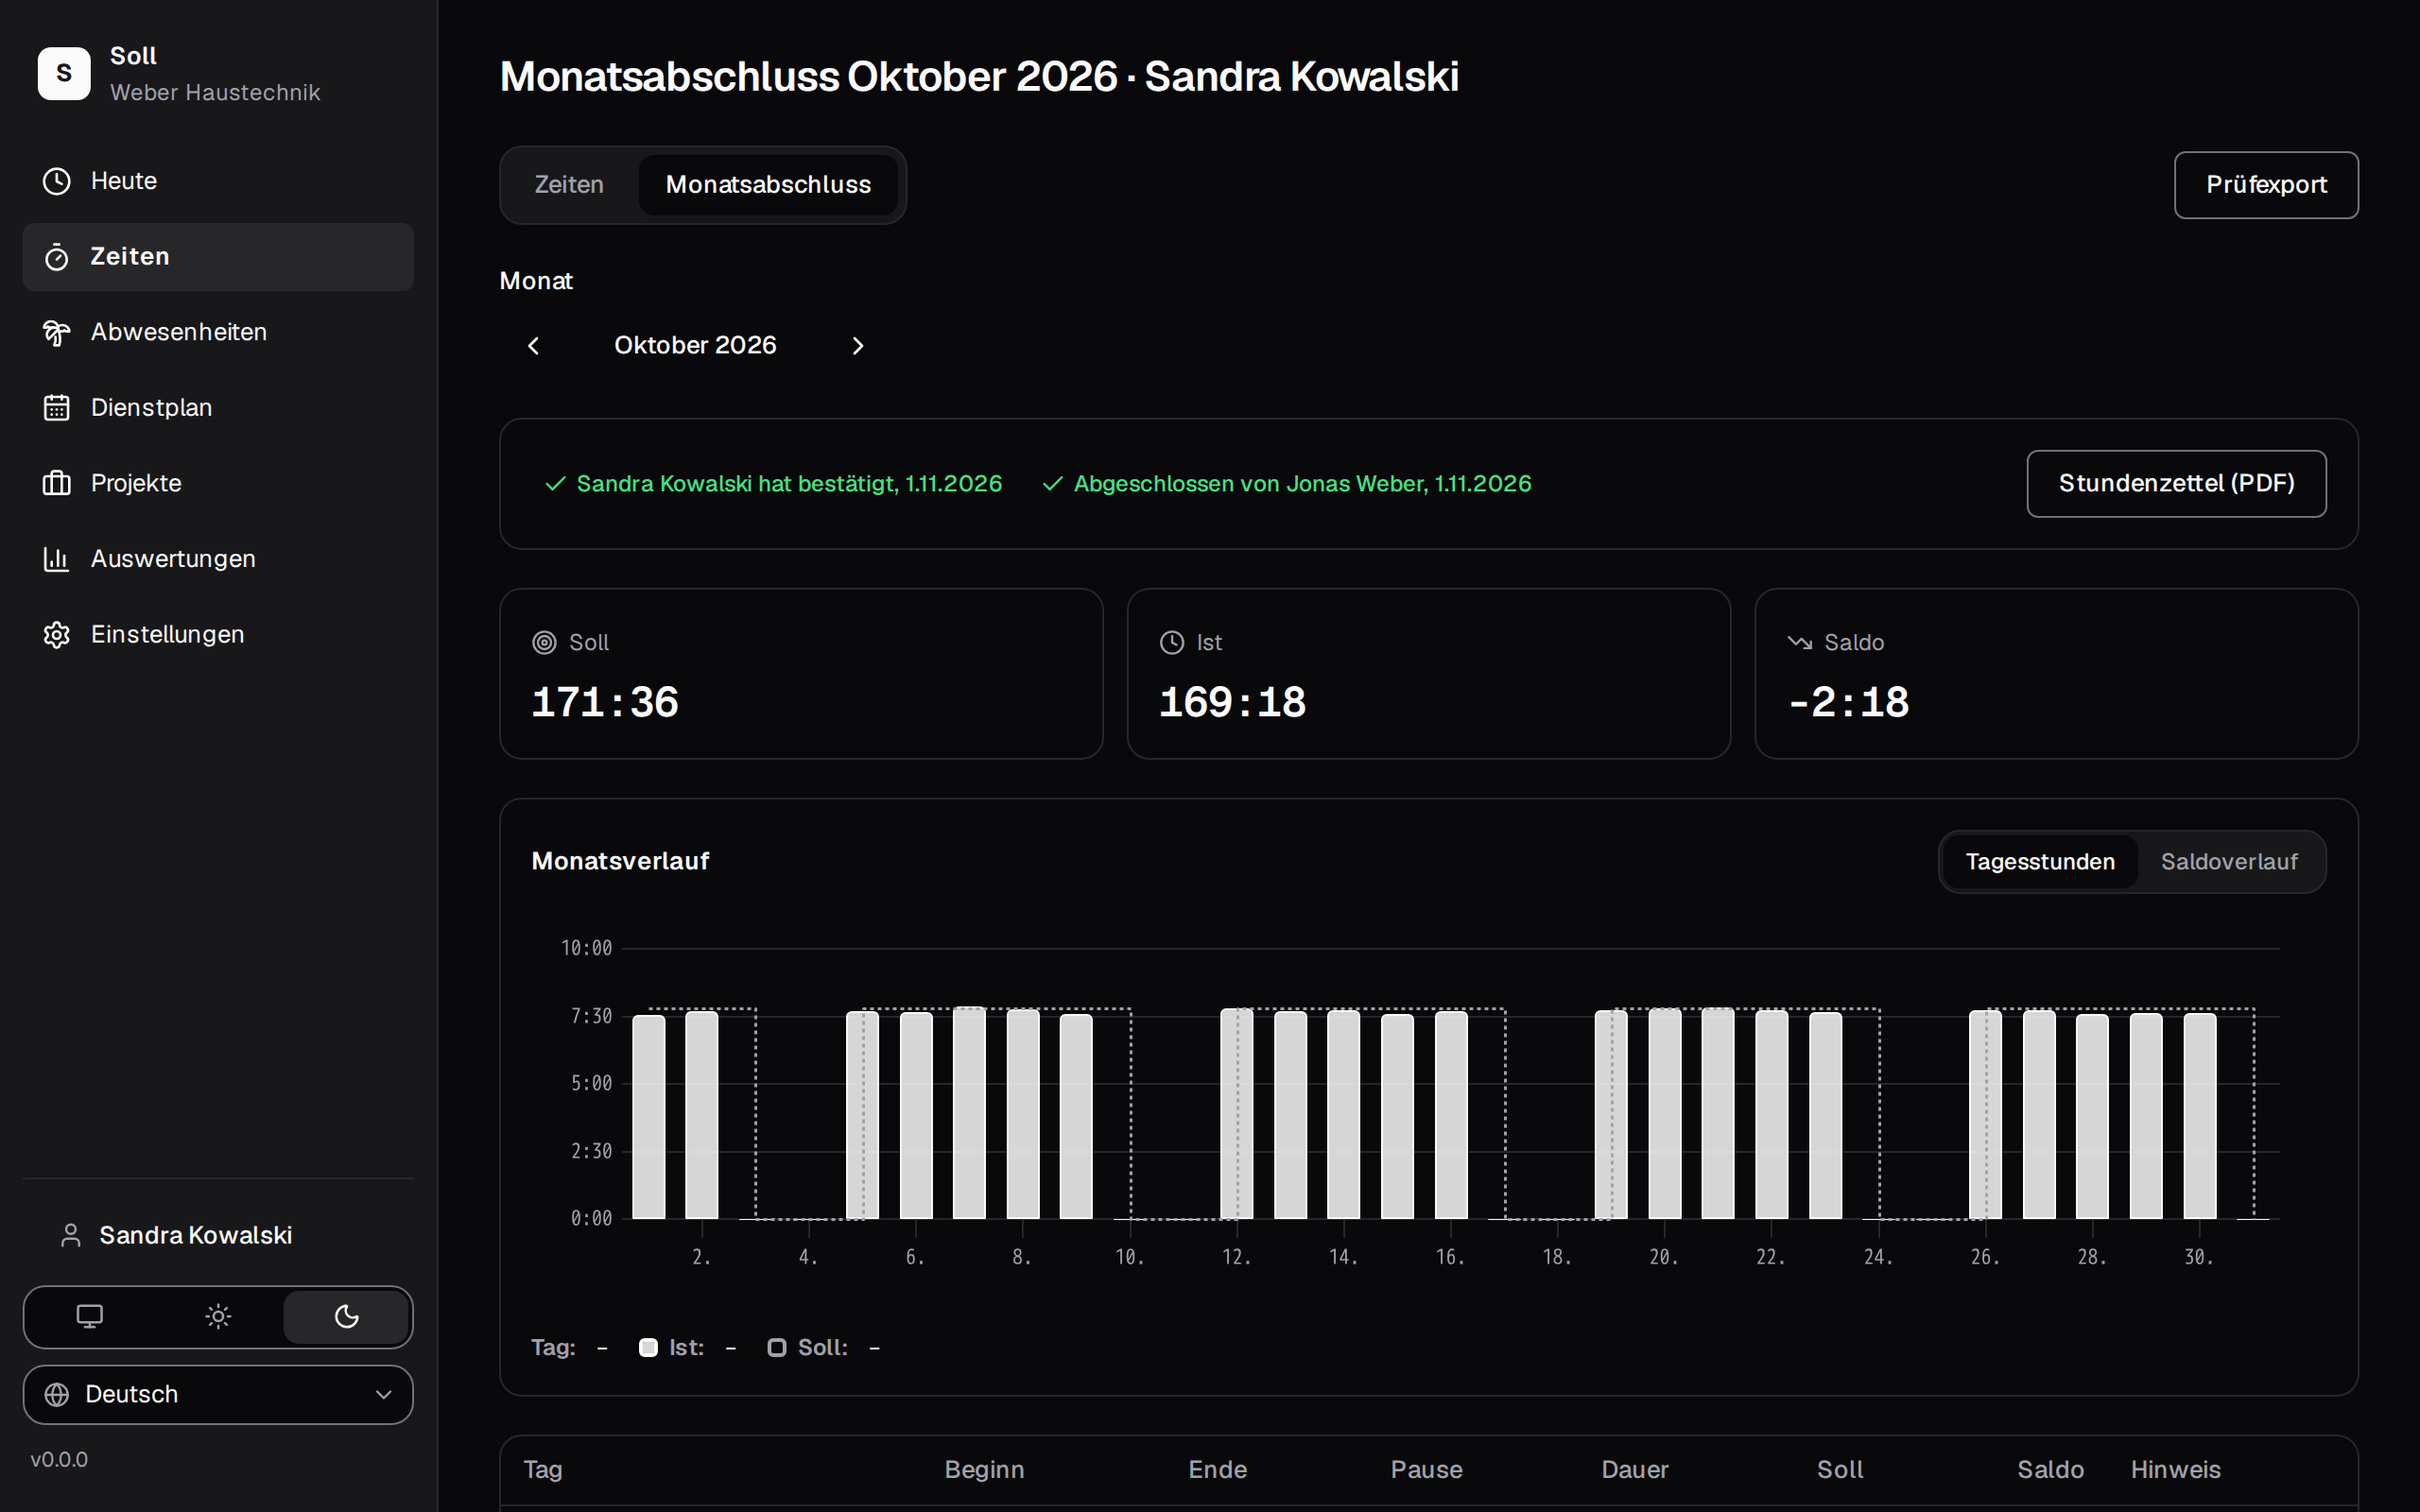 S
Soll
Weber Haustechnik
Heute
Zeiten
Abwesenheiten
Dienstplan
Projekte
Auswertungen
Einstellungen
Sandra Kowalski
Deutsch
v0.0.0
Monatsabschluss Oktober 2026 · Sandra Kowalski
Zeiten Monatsabschluss
Prüfexport
Monat
Oktober 2026
Sandra Kowalski hat bestätigt, 1.11.2026 Abgeschlossen von Jonas Weber, 1.11.2026
Stundenzettel (PDF)
Soll
171:36
Ist
169:18
Saldo
-2:18
Monatsverlauf
Tagesstunden Saldoverlauf
10:00
7:30
5:00
2:30
0:00
2. 4. 6. 8. 10. 12. 14. 16. 18. 20. 22. 24. 26. 28. 30.
Tag: – Ist: – Soll: –
Tag Beginn Ende Pause Dauer Soll Saldo Hinweis